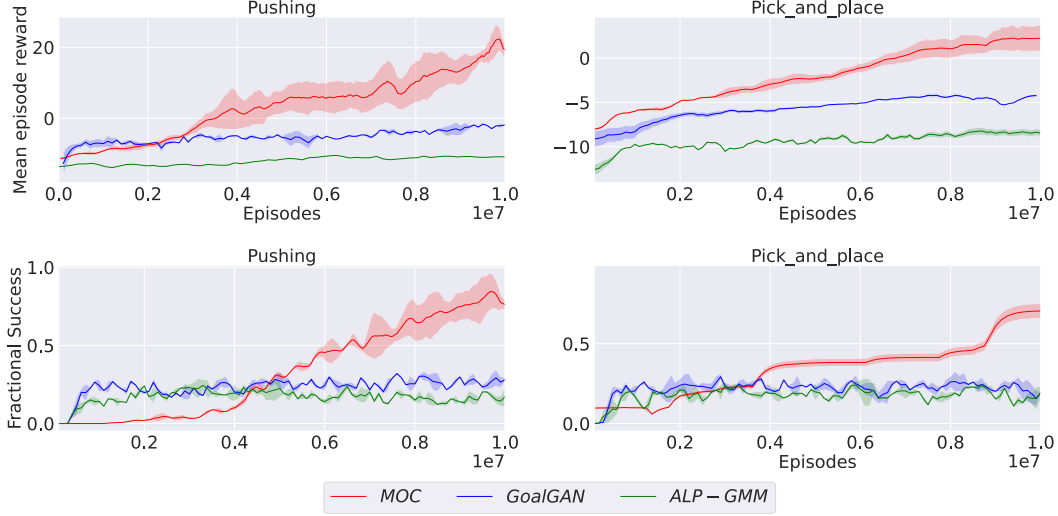 Pushing
Pick_and_place
Mean episode reward
20
0
0.0
0.2
0.4
0.6
0.8
1.0
1e7
Episodes
0
−5
−10
0.2
0.4
0.6
0.8
1.0
1e7
Episodes
Pushing
Pick_and_place
Fractional Success
1.0
0.5
0.0
0.2
0.4
0.6
0.8
1.0
1e7
0.5
0.0
0.2
0.4
0.6
0.8
1.0
1e7
Episodes
MOC GoalGAN ALP − GMM